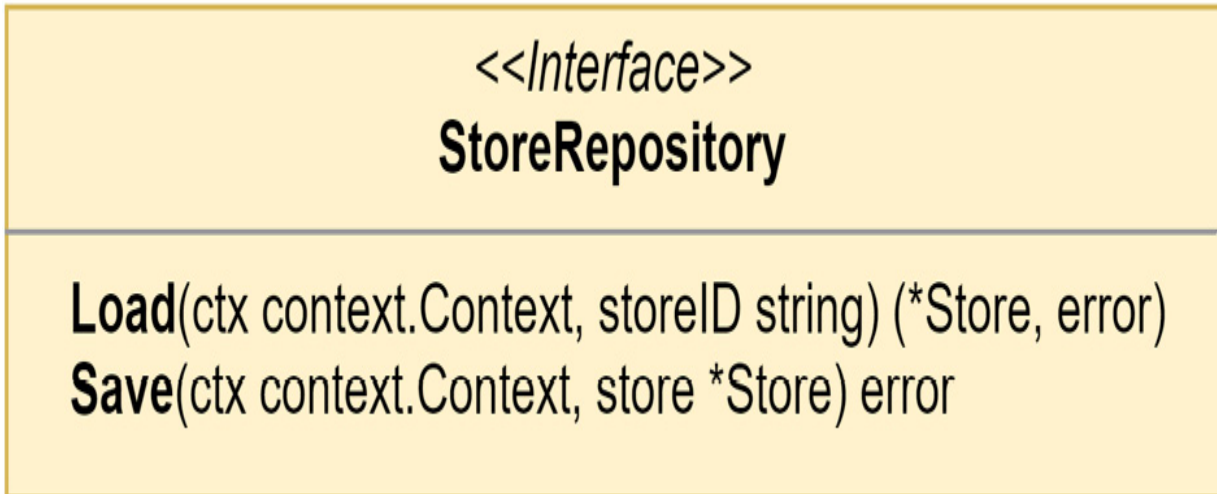 <<Interface>>
StoreRepository
Load(ctx context.Context, storeID string) (*Store, error)
Save(ctx context.Context, store *Store) error